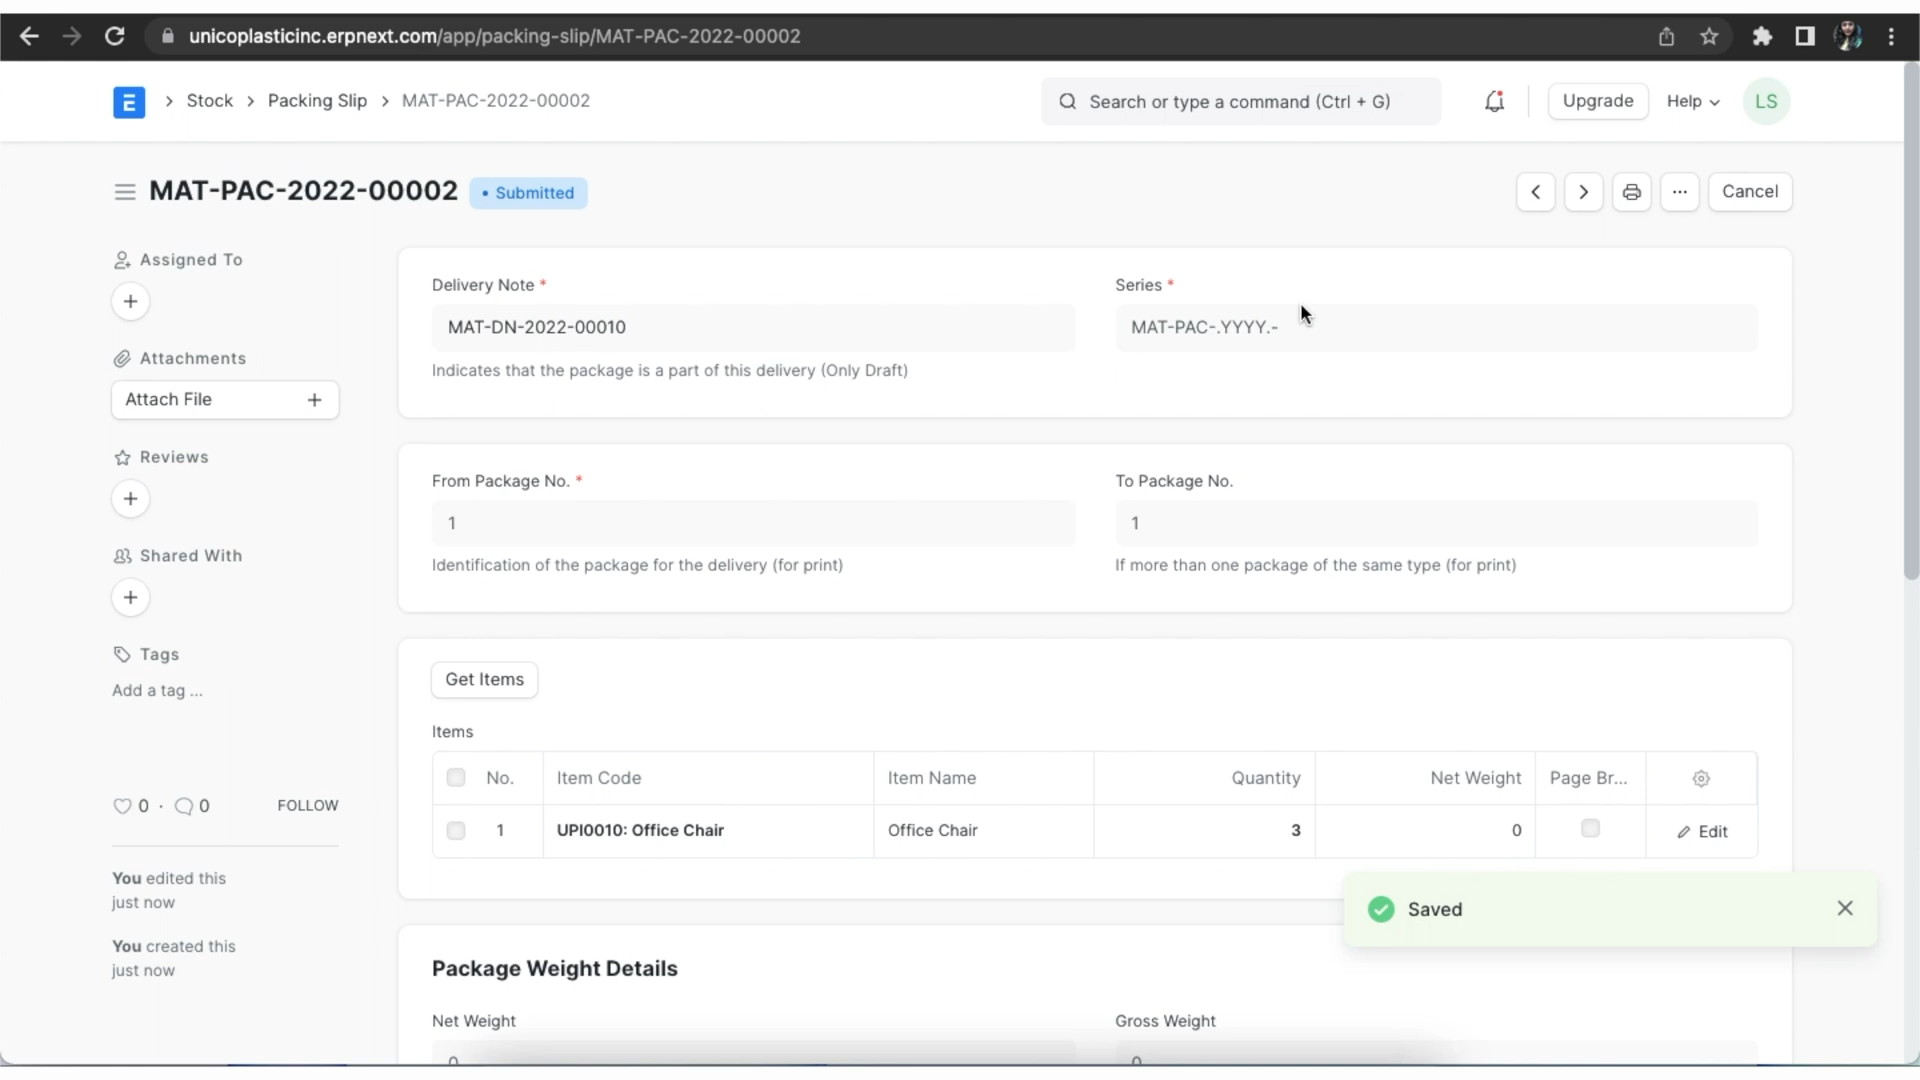 unicoplasticinc.erpnext.com/app/packing-slip/MAT-PAC-2022-00002
E > Stock > Packing Slip > MAT-PAC-2022-00002
Search or type a command (Ctrl + G)
Upgrade
Help
LS
MAT-PAC-2022-00002
• Submitted
Cancel
Assigned To
+
Attachments
Attach File +
Reviews
+
Shared With
+
Tags
Add a tag ...
0 · 0 FOLLOW
You edited this
just now
You created this
just now
Delivery Note *
MAT-DN-2022-00010
Indicates that the package is a part of this delivery (Only Draft)
Series *
MAT-PAC-.YYYY.-
From Package No. *
1
Identification of the package for the delivery (for print)
To Package No.
1
If more than one package of the same type (for print)
Get Items
Items
No. Item Code Item Name Quantity Net Weight Page Br...
1 UPI0010: Office Chair Office Chair 3 0 Edit
Saved
Package Weight Details
Net Weight
0
Gross Weight
0